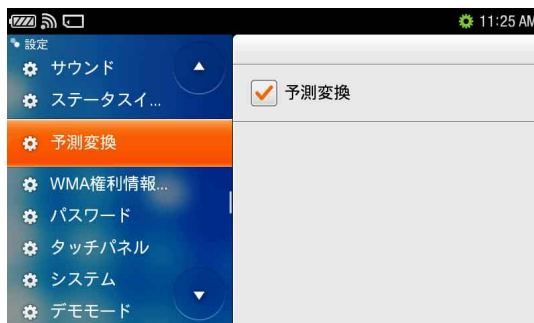 11:25 AM
設定
サウンド
ステータスイ...
予測変換
WMA権利情報...
パスワード
タッチパネル
システム
デモモード
予測変換